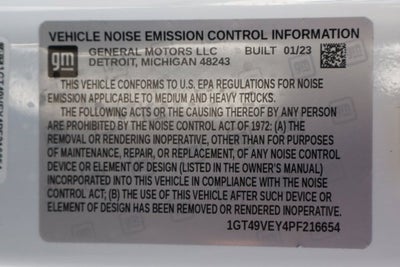 VEHICLE NOISE EMISSION CONTROL INFORMATION
gm
GENERAL MOTORS LLC BUILT 01/23
DETROIT, MICHIGAN 48243
THIS VEHICLE CONFORMS TO U.S. EPA REGULATIONS FOR NOISE
EMISSION APPLICABLE TO MEDIUM AND HEAVY TRUCKS.
THE FOLLOWING ACTS OR THE CAUSING THEREOF BY ANY PERSON
ARE PROHIBITED BY THE NOISE CONTROL ACT OF 1972: (A) THE
REMOVAL OR RENDERING INOPERATIVE, OTHER THAN FOR PURPOSES
OF MAINTENANCE, REPAIR, OR REPLACEMENT, OF ANY NOISE CONTROL
DEVICE OR ELEMENT OF DESIGN (LISTED IN THE OWNER'S MANUAL)
INCORPORATED INTO THIS VEHICLE IN COMPLIANCE WITH THE NOISE
CONTROL ACT; (B) THE USE OF THIS VEHICLE AFTER SUCH DEVICE OR
ELEMENT OF DESIGN HAS BEEN REMOVED OR RENDERED INOPERATIVE.
1GT49VEY4PF216654